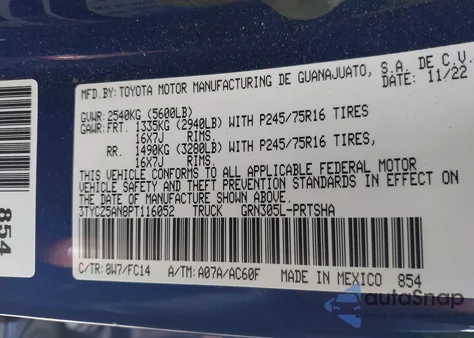 MFD.BY: TOYOTA MOTOR MANUFACTURING DE GUANAJUATO, S.A. DE C.V.
DATE: 11/22
GVWR: 2540KG (5600LB)
GAWR: FRT. 1335KG (2940LB) WITH P245/75R16 TIRES
16X7J RIMS.
RR. 1490KG (3280LB) WITH P245/75R16 TIRES,
16X7J RIMS.
THIS VEHICLE CONFORMS TO ALL APPLICABLE FEDERAL MOTOR
VEHICLE SAFETY AND THEFT PREVENTION STANDARDS IN EFFECT ON
THE DATE OF MANUFACTURE SHOWN ABOVE.
3TYCZ5AN8PT116052 TRUCK GRN305L-PRTSHA
C/TR: 8W7/FC14 A/TM: A07A/AC60F MADE IN MEXICO 854
854
autoSnap